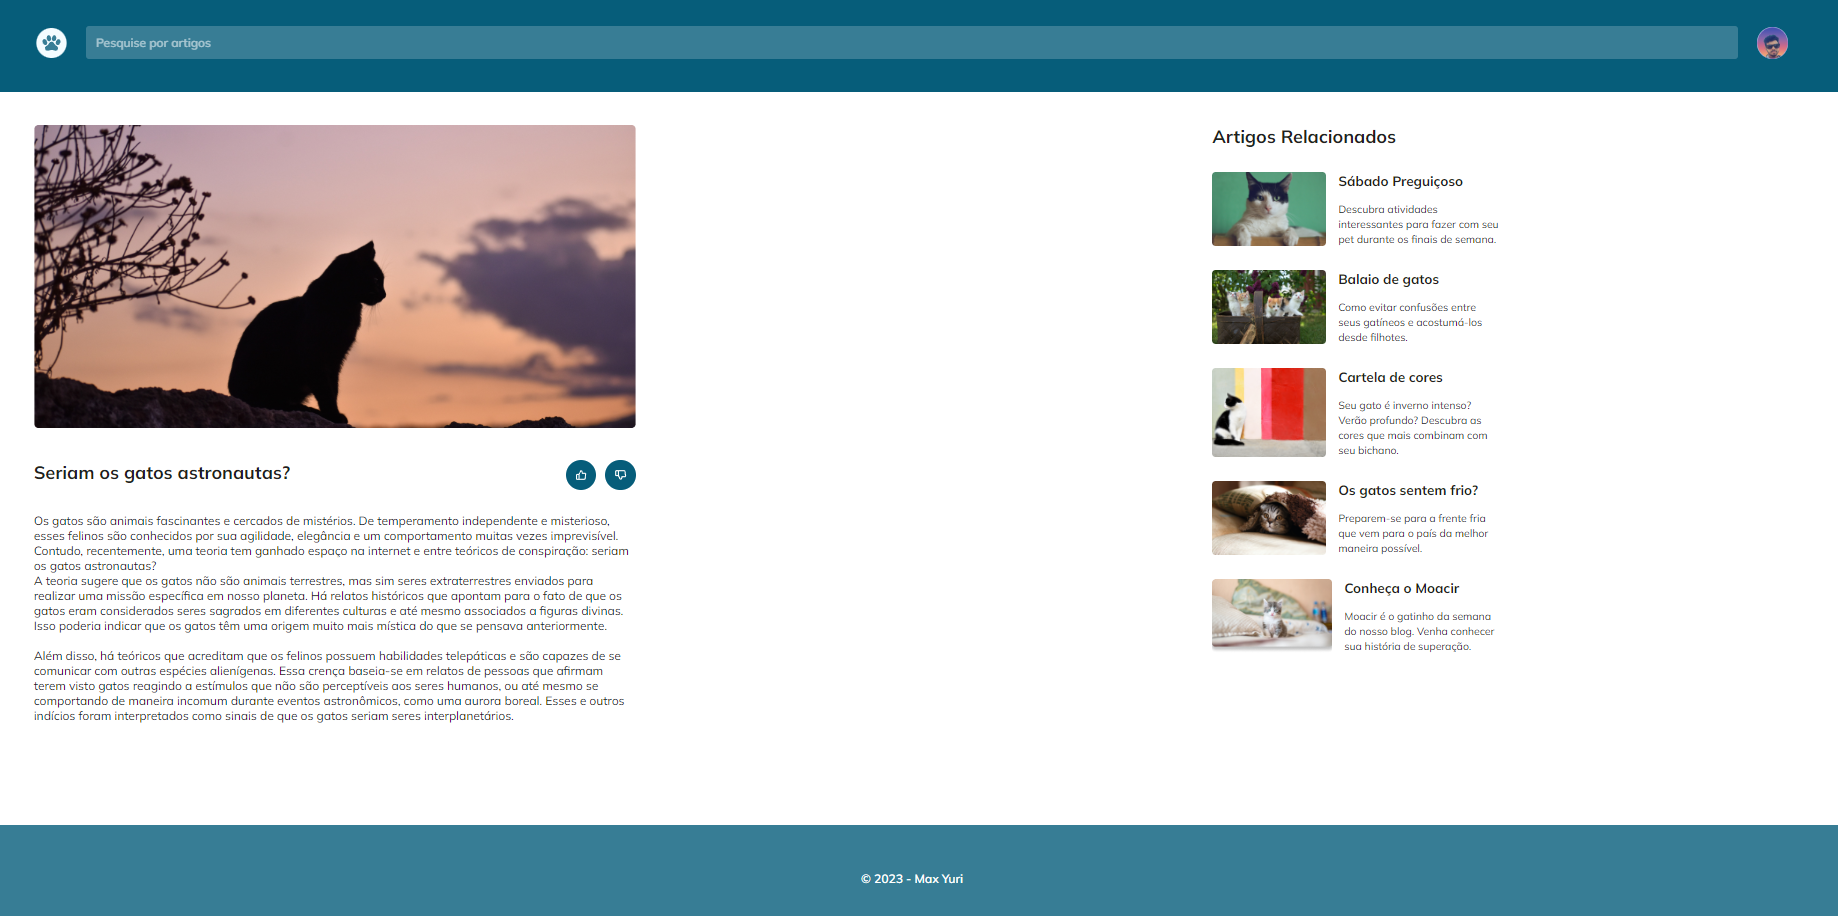 Pesquise por artigos
Seriam os gatos astronautas?
Os gatos são animais fascinantes e cercados de mistérios. De temperamento independente e misterioso,
esses felinos são conhecidos por sua agilidade, elegância e um comportamento muitas vezes imprevisível.
Contudo, recentemente, uma teoria tem ganhado espaço na internet e entre teóricos de conspiração: seriam
os gatos astronautas?
A teoria sugere que os gatos não são animais terrestres, mas sim seres extraterrestres enviados para
realizar uma missão específica em nosso planeta. Há relatos históricos que apontam para o fato de que os
gatos eram considerados seres sagrados em diferentes culturas e até mesmo associados a figuras divinas.
Isso poderia indicar que os gatos têm uma origem muito mais mística do que se pensava anteriormente.
Além disso, há teóricos que acreditam que os felinos possuem habilidades telepáticas e são capazes de se
comunicar com outras espécies alienígenas. Essa crença baseia-se em relatos de pessoas que afirmam
terem visto gatos reagindo a estímulos que não são perceptíveis aos seres humanos, ou até mesmo se
comportando de maneira incomum durante eventos astronômicos, como uma aurora boreal. Esses e outros
indícios foram interpretados como sinais de que os gatos seriam seres interplanetários.
Artigos Relacionados
Sábado Preguiçoso
Descubra atividades
interessantes para fazer com seu
pet durante os finais de semana.
Balaio de gatos
Como evitar confusões entre
seus gatíneos e acostumá-los
desde filhotes.
Cartela de cores
Seu gato é inverno intenso?
Verão profundo? Descubra as
cores que mais combinam com
seu bichano.
Os gatos sentem frio?
Preparem-se para a frente fria
que vem para o país da melhor
maneira possível.
Conheça o Moacir
Moacir é o gatinho da semana
do nosso blog. Venha conhecer
sua história de superação.
© 2023 - Max Yuri